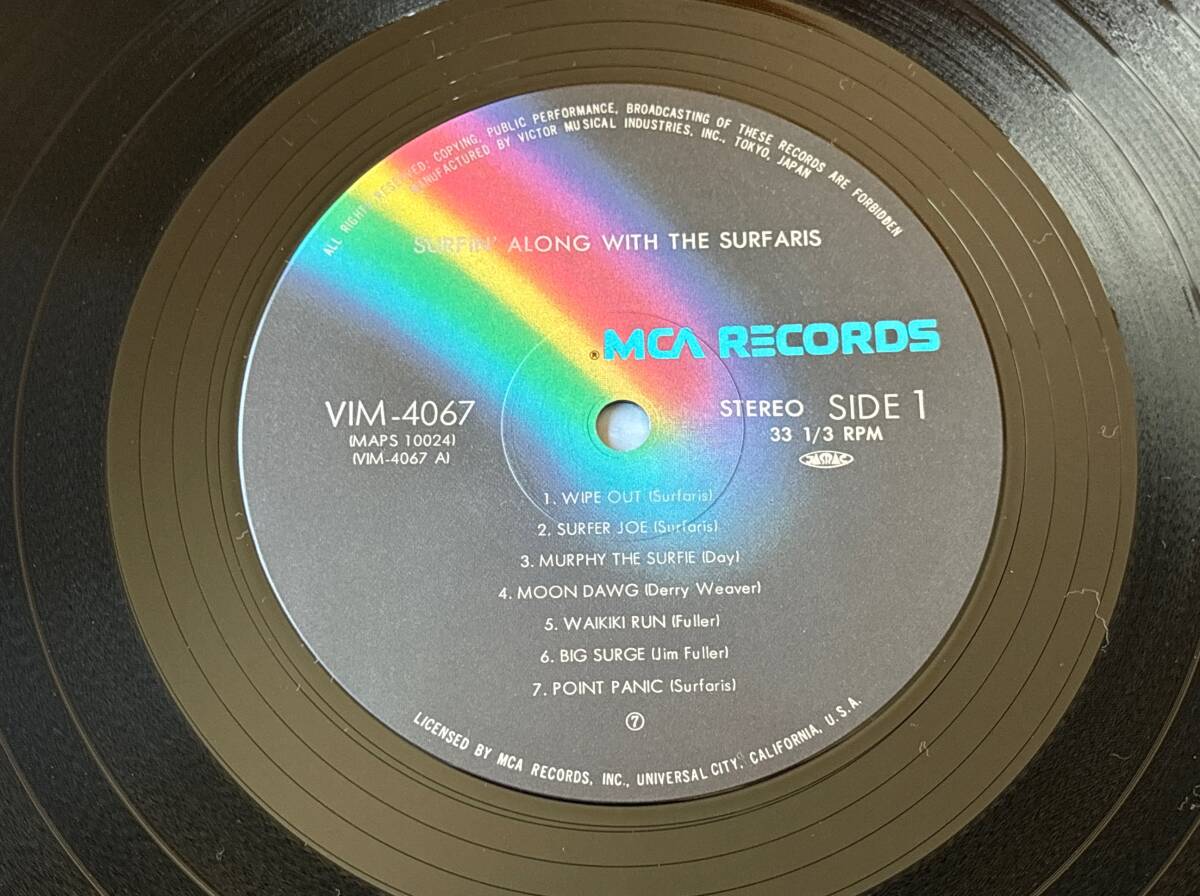 ALL RIGHTS RESERVED: COPYING, PUBLIC PERFORMANCE, BROADCASTING OF THESE RECORDS ARE FORBIDDEN
MANUFACTURED BY VICTOR MUSICAL INDUSTRIES, INC., TOKYO, JAPAN
SURFIN' ALONG WITH THE SURFARIS
® MCA RECORDS
VIM-4067
(MAPS 10024)
(VIM-4067 A)
STEREO SIDE 1
33 1/3 RPM
JASRAC
1. WIPE OUT (Surfaris)
2. SURFER JOE (Surfaris)
3. MURPHY THE SURFIE (Day)
4. MOON DAWG (Derry Weaver)
5. WAIKIKI RUN (Fuller)
6. BIG SURGE (Jim Fuller)
7. POINT PANIC (Surfaris)
⑦
LICENSED BY MCA RECORDS, INC., UNIVERSAL CITY, CALIFORNIA, U.S.A.